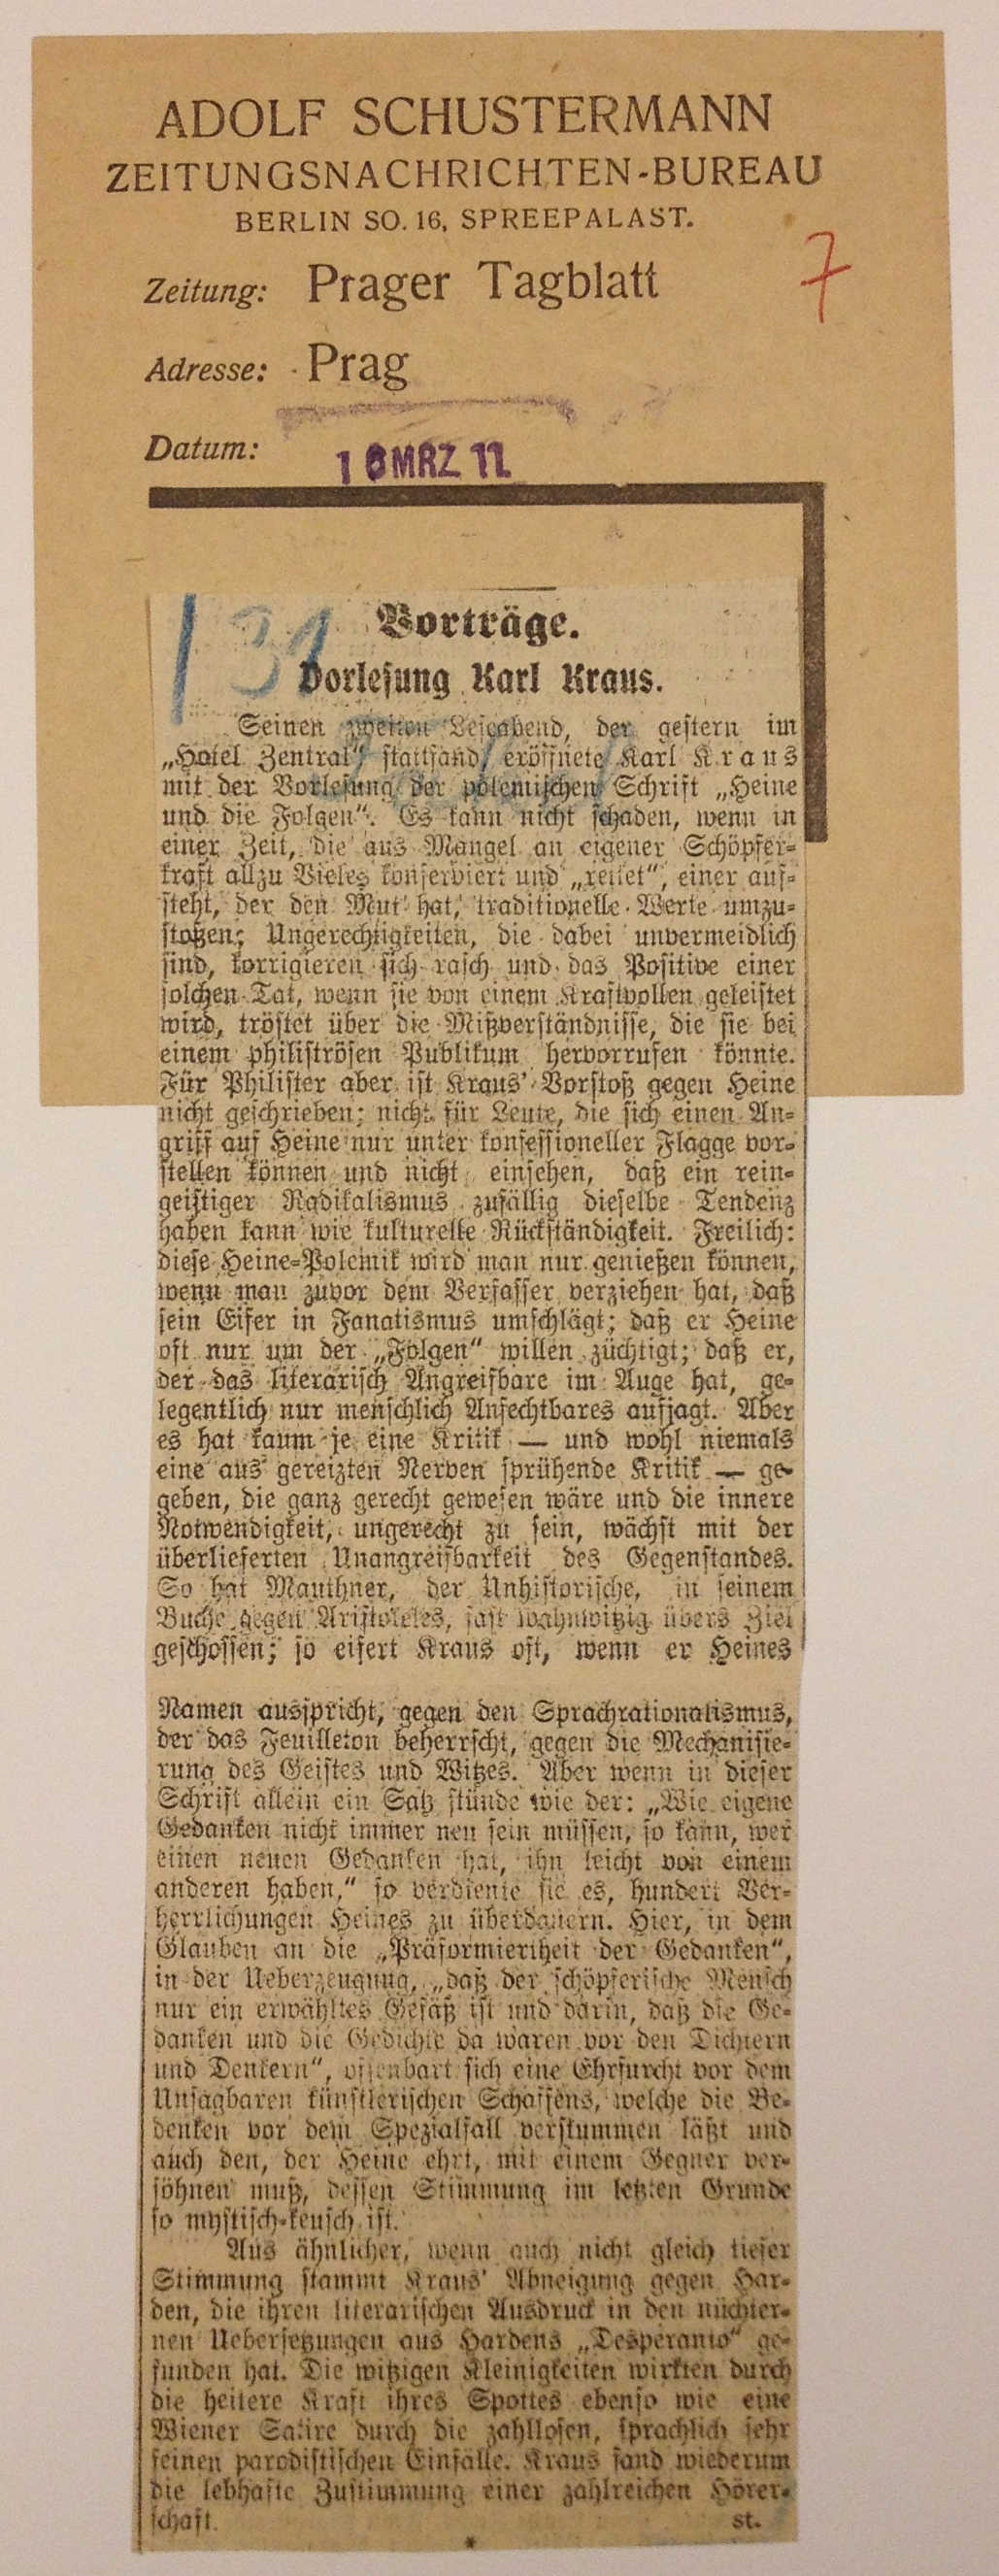 ADOLF SCHUSTERMANN
ZEITUNGSNACHRICHTEN-BUREAU
BERLIN SO. 16, SPREEPALAST.
7
Zeitung: Prager Tagblatt
Adresse: Prag
Datum:
MRZ 11
Vorträge.
Vorlesung Karl Kraus.
Seinen zweiten Leseabend, der gestern im
„Hotel Zentral“ stattfand, eröffnete Karl Kraus
mit der Vorlesung der polemischen Schrift „Heine
und die Folgen“. Es kann nicht schaden, wenn in
einer Zeit, die aus Mangel an eigener Schöpfer-
kraft allzu Vieles konserviert und „rettet“, einer auf-
steht, der den Mut hat, traditionelle Werte umzu-
stoßen; Ungerechtigkeiten, die dabei unvermeidlich
sind, korrigieren sich rasch und das Positive einer
solchen Tat, wenn sie von einem Kraftvollen geleistet
wird, tröstet über die Mißverständnisse, die sie bei
einem philiströsen Publikum hervorrufen könnte.
Für Philister aber ist Kraus' Vorstoß gegen Heine
nicht geschrieben; nicht für Leute, die sich einen An-
griff auf Heine nur unter konfessioneller Flagge vor-
stellen können und nicht einsehen, daß ein rein-
geistiger Radikalismus zufällig dieselbe Tendenz
haben kann wie kulturelle Rückständigkeit. Freilich:
diese Heine-Polemik wird man nur genießen können,
wenn man zuvor dem Verfasser verziehen hat, daß
sein Eifer in Fanatismus umschlägt; daß er Heine
oft nur um der „Folgen“ willen züchtigt; daß er,
der das literarisch Angreifbare im Auge hat, ge-
legentlich nur menschlich Anfechtbares aufjagt. Aber
es hat kaum je eine Kritik — und wohl niemals
eine aus gereizten Nerven sprühende Kritik — ge-
geben, die ganz gerecht gewesen wäre und die innere
Notwendigkeit, ungerecht zu sein, wächst mit der
überlieferten Unangreifbarkeit des Gegenstandes.
So hat Mauthner, der Unhistorische, in seinem
Buche gegen Aristoteles, fast wahnwitzig übers Ziel
geschossen; so eifert Kraus oft, wenn er Heines
Namen ausspricht, gegen den Sprachrationalismus,
der das Feuilleton beherrscht, gegen die Mechanisie-
rung des Geistes und Witzes. Aber wenn in dieser
Schrift allein ein Satz stünde wie der: „Wie eigene
Gedanken nicht immer neu sein müssen, so kann, wer
einen neuen Gedanken hat, ihn leicht von einem
anderen haben,“ so verdiente sie es, hundert Ver-
herrlichungen Heines zu überdauern. Hier, in dem
Glauben an die „Präformiertheit der Gedanken“,
in der Ueberzeugung, „daß der schöpferische Mensch
nur ein erwähltes Gefäß ist und darin, daß die Ge-
danken und die Gedichte da waren vor den Dichtern
und Denkern“, offenbart sich eine Ehrfurcht vor dem
Unsagbaren künstlerischen Schaffens, welche die Be-
denken vor dem Spezialfall verstummen läßt und
auch den, der Heine ehrt, mit einem Gegner ver-
söhnen muß, dessen Stimmung im letzten Grunde
so mystisch-keusch ist.
Aus ähnlicher, wenn auch nicht gleich tiefer
Stimmung stammt Kraus' Abneigung gegen Har-
den, die ihren literarischen Ausdruck in den nüchter-
nen Uebersetzungen aus Hardens „Desperanto“ ge-
funden hat. Die witzigen Kleinigkeiten wirkten durch
die heitere Kraft ihres Spottes ebenso wie eine
Wiener Satire durch die zahllosen, sprachlich sehr
feinen parodistischen Einfälle. Kraus fand wiederum
die lebhafte Zustimmung einer zahlreichen Hörer-
schaft. st.